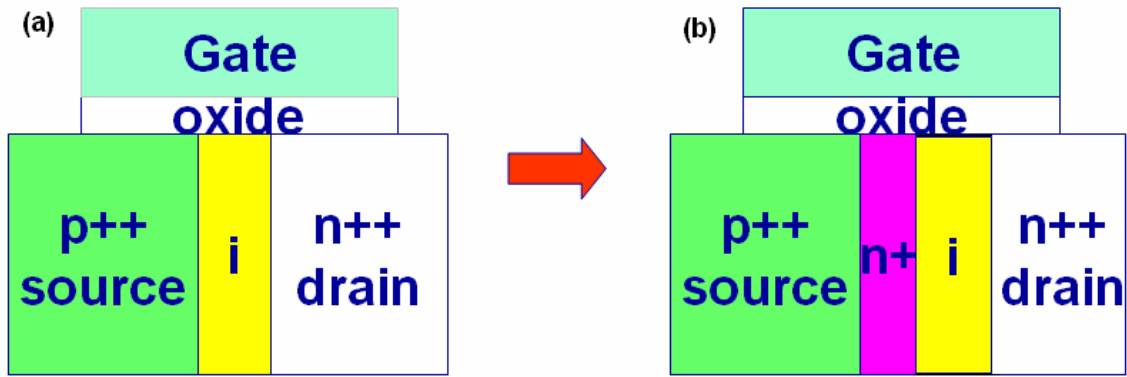 (a)
Gate
oxide
p++
source
i
n++
drain
(b)
Gate
oxide
p++
source
n+
i
n++
drain